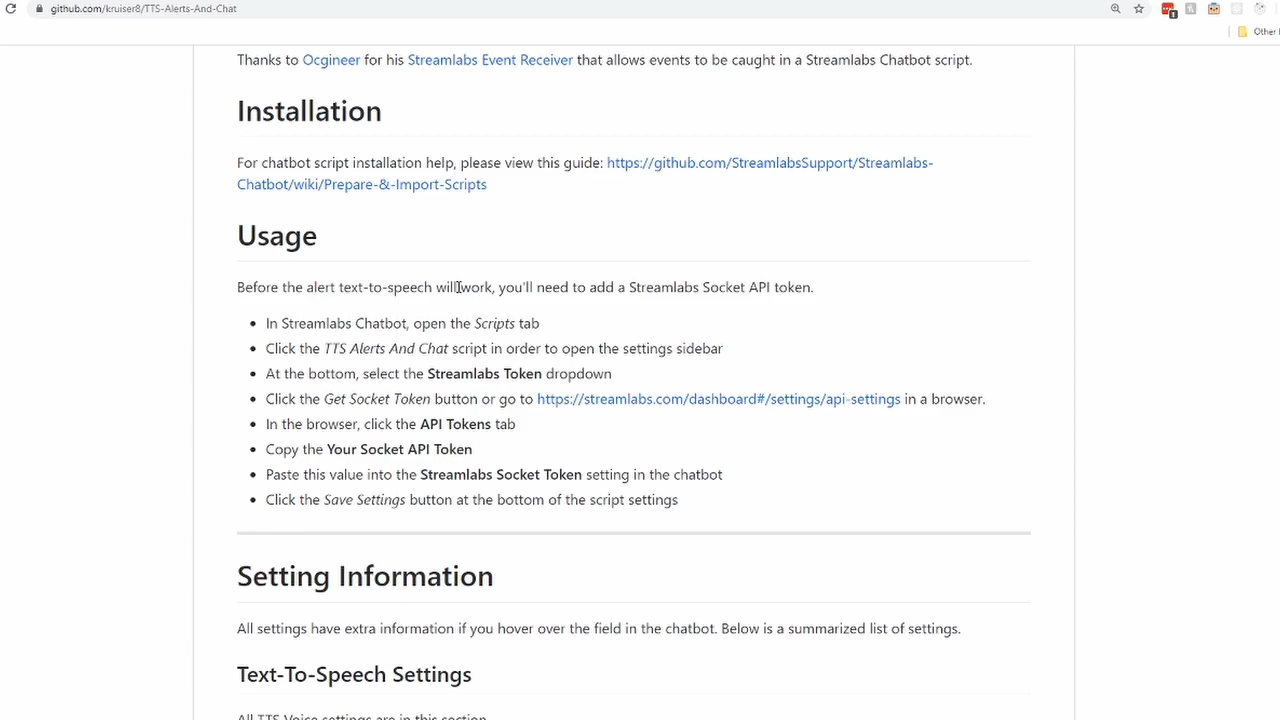 github.com/kruiser8/TTS-Alerts-And-Chat
Other
Thanks to Ocgineer for his Streamlabs Event Receiver that allows events to be caught in a Streamlabs Chatbot script.
Installation
For chatbot script installation help, please view this guide: https://github.com/StreamlabsSupport/Streamlabs-
Chatbot/wiki/Prepare-&-Import-Scripts
Usage
Before the alert text-to-speech will work, you'll need to add a Streamlabs Socket API token.
• In Streamlabs Chatbot, open the Scripts tab
• Click the TTS Alerts And Chat script in order to open the settings sidebar
• At the bottom, select the Streamlabs Token dropdown
• Click the Get Socket Token button or go to https://streamlabs.com/dashboard#/settings/api-settings in a browser.
• In the browser, click the API Tokens tab
• Copy the Your Socket API Token
• Paste this value into the Streamlabs Socket Token setting in the chatbot
• Click the Save Settings button at the bottom of the script settings
Setting Information
All settings have extra information if you hover over the field in the chatbot. Below is a summarized list of settings.
Text-To-Speech Settings
All TTS Voice settings are in this section